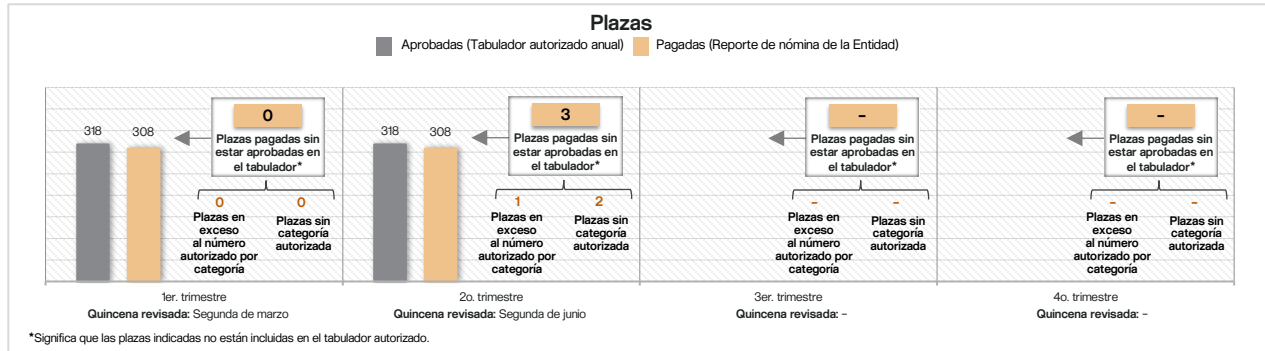 Plazas
Aprobadas (Tabulador autorizado anual) Pagadas (Reporte de nómina de la Entidad)
318
308
0
Plazas pagadas sin
estar aprobadas en
el tabulador*
0
Plazas en
exceso
al número
autorizado por
categoría
0
Plazas sin
categoría
autorizada
1er. trimestre
Quincena revisada: Segunda de marzo
318
308
3
Plazas pagadas sin
estar aprobadas en
el tabulador*
1
Plazas en
exceso
al número
autorizado por
categoría
2
Plazas sin
categoría
autorizada
2o. trimestre
Quincena revisada: Segunda de junio
-
Plazas pagadas sin
estar aprobadas en
el tabulador*
-
Plazas en
exceso
al número
autorizado por
categoría
-
Plazas sin
categoría
autorizada
3er. trimestre
Quincena revisada: -
-
Plazas pagadas sin
estar aprobadas en
el tabulador*
-
Plazas en
exceso
al número
autorizado por
categoría
-
Plazas sin
categoría
autorizada
4o. trimestre
Quincena revisada: -
*Significa que las plazas indicadas no están incluidas en el tabulador autorizado.